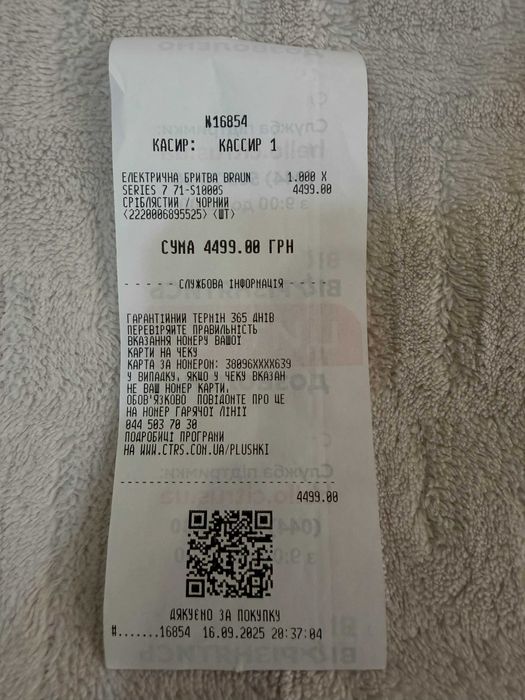 №16854
КАСИР: КАССИР 1
ЕЛЕКТРИЧНА БРИТВА BRAUN 1.000 X
SERIES 7 71-S1000S 4499.00
СРІБЛЯСТИЙ / ЧОРНИЙ
<2220006895525> <ШТ>
СУМА 4499.00 ГРН
- - - - - СЛУЖБОВА ІНФОРМАЦІЯ - - - -
ГАРАНТІЙНИЙ ТЕРМІН 365 ДНІВ
ПЕРЕВІРЯЙТЕ ПРАВИЛЬНІСТЬ
ВКАЗАННЯ НОМЕРУ ВАШОЇ
КАРТИ НА ЧЕКУ
КАРТА ЗА НОМЕРОМ: 38096XXXX639
У ВИПАДКУ, ЯКЩО У ЧЕКУ ВКАЗАН
НЕ ВАШ НОМЕР КАРТИ,
ОБОВ'ЯЗКОВО ПОВІДОМТЕ ПРО ЦЕ
НА НОМЕР ГАРЯЧОЇ ЛІНІЇ
044 503 70 30
ПОДРОБИЦІ ПРОГРАМИ
НА WWW.CTRS.COM.UA/PLUSHKI
4499.00
ДЯКУЄМО ЗА ПОКУПКУ
#.......16854 16.09.2025 20:37:04